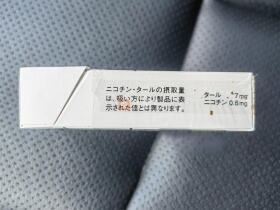 ニコチン・タールの摂取量
は、吸い方により製品に表
示された値とは異なります。
タール 7mg
ニコチン 0.6mg